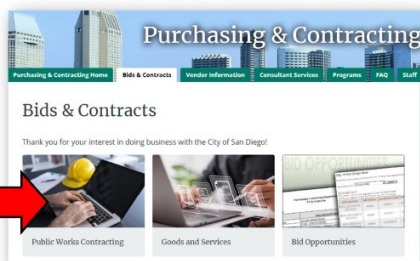 Purchasing & Contracting
Purchasing & Contracting Home Bids & Contracts Vendor Information Consultant Services Programs FAQ Staff
Bids & Contracts
Thank you for your interest in doing business with the City of San Diego!
BID OPPORTUNITIES
Public Works Contracting Goods and Services Bid Opportunities